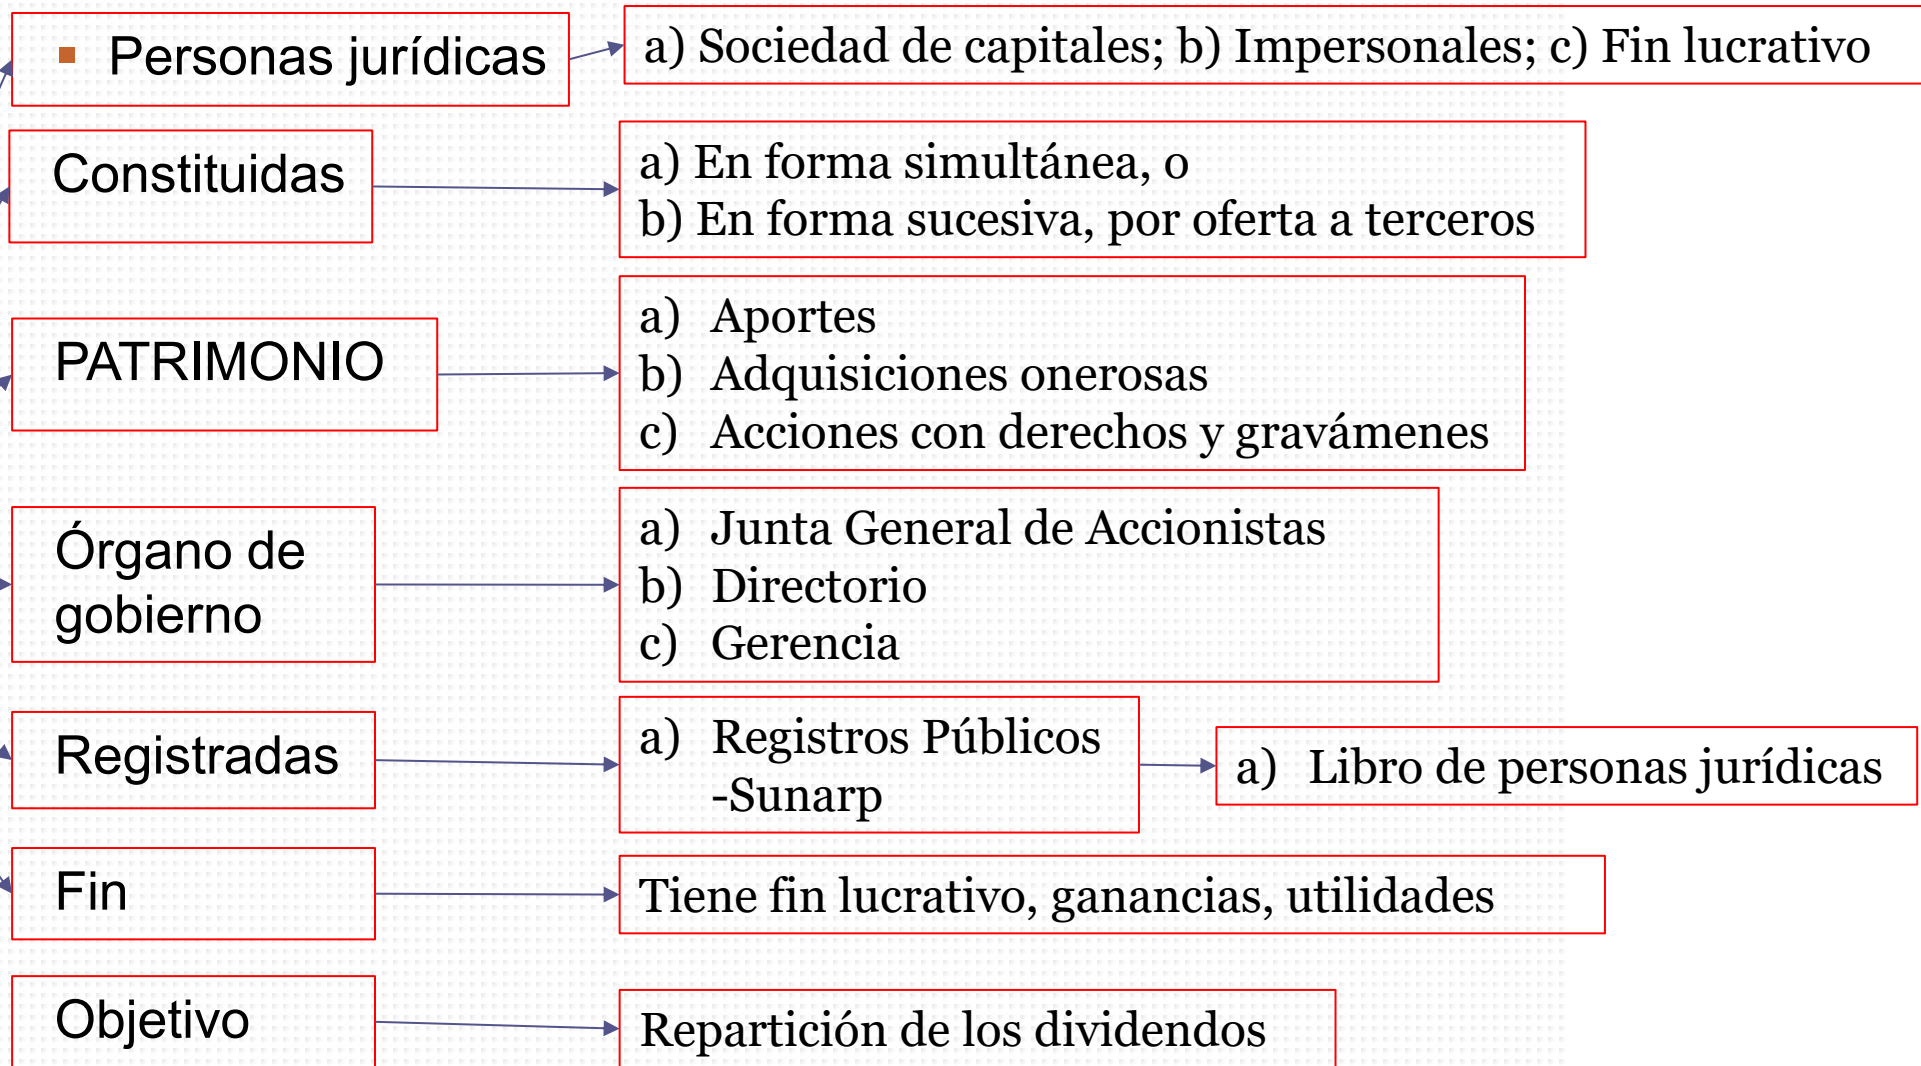 ▪ Personas jurídicas
a) Sociedad de capitales; b) Impersonales; c) Fin lucrativo
Constituidas
a) En forma simultánea, o
b) En forma sucesiva, por oferta a terceros
PATRIMONIO
a) Aportes
b) Adquisiciones onerosas
c) Acciones con derechos y gravámenes
Órgano de
gobierno
a) Junta General de Accionistas
b) Directorio
c) Gerencia
Registradas
a) Registros Públicos
-Sunarp
a) Libro de personas jurídicas
Fin
Tiene fin lucrativo, ganancias, utilidades
Objetivo
Repartición de los dividendos